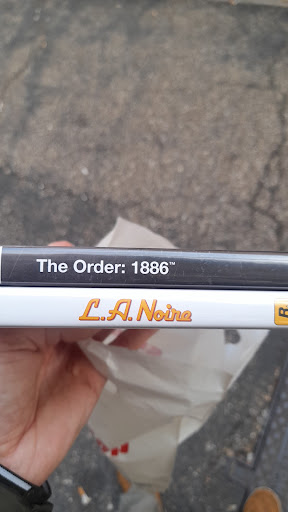 The Order: 1886™
L.A. Noire
R